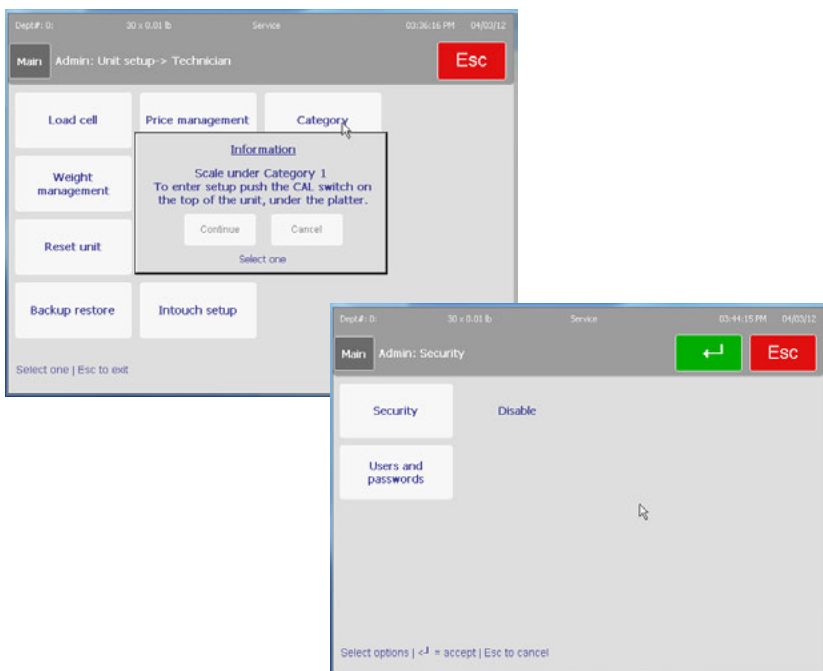 Dept#: 0: 30 x 0.01 lb Service 03:36:16 PM 04/03/12
Main Admin: Unit setup-> Technician Esc
Load cell Price management Category
Information
Scale under Category 1
To enter setup push the CAL switch on
the top of the unit, under the platter.
Continue Cancel
Select one
Weight
management
Reset unit
Backup restore Intouch setup
Select one | Esc to exit
Dept#: 0: 30 x 0.01 lb Service 03:44:15 PM 04/03/12
Main Admin: Security ↵ Esc
Security Disable
Users and
passwords
Select options | <┘ = accept | Esc to cancel